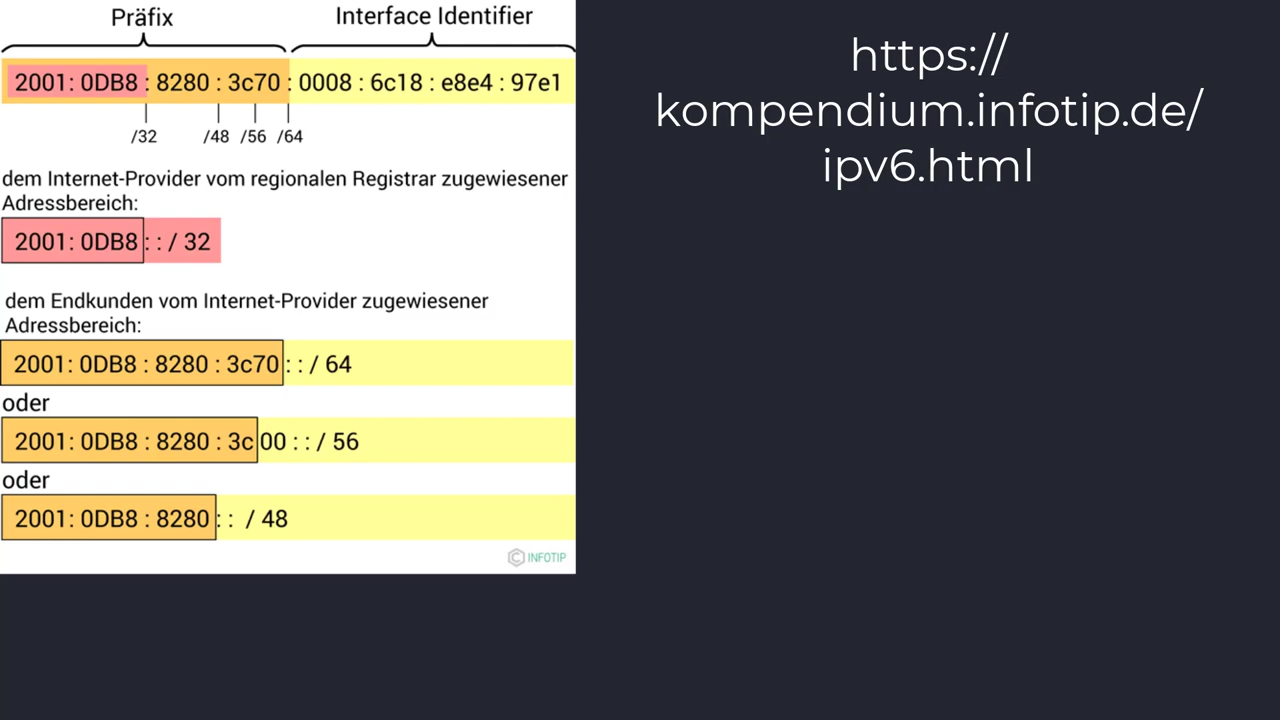 Präfix
Interface Identifier
2001: 0DB8 : 8280 : 3c70 : 0008 : 6c18 : e8e4 : 97e1
/32 /48 /56 /64
dem Internet-Provider vom regionalen Registrar zugewiesener
Adressbereich:
2001: 0DB8 : : / 32
dem Endkunden vom Internet-Provider zugewiesener
Adressbereich:
2001: 0DB8 : 8280 : 3c70 : : / 64
oder
2001: 0DB8 : 8280 : 3c00 : : / 56
oder
2001: 0DB8 : 8280 : : / 48
© INFOTIP
https://
kompendium.infotip.de/
ipv6.html